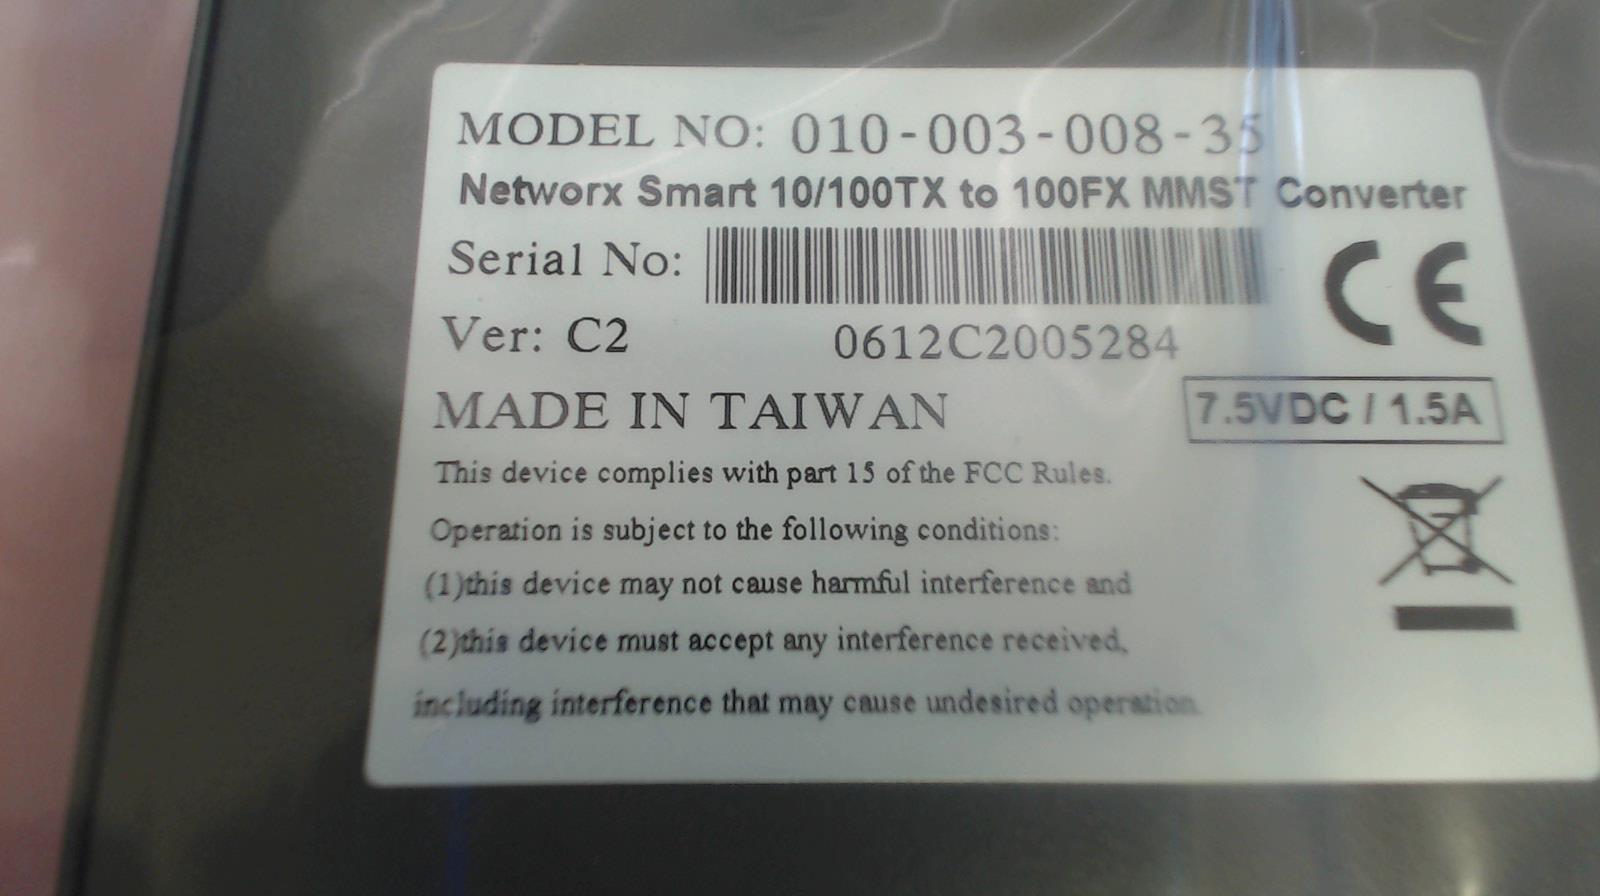 MODEL NO: 010-003-008-35
Networx Smart 10/100TX to 100FX MMST Converter
Serial No:
CE
Ver: C2
0612C2005284
MADE IN TAIWAN
7.5VDC / 1.5A
This device complies with part 15 of the FCC Rules.
Operation is subject to the following conditions:
(1)this device may not cause harmful interference and
(2)this device must accept any interference received,
including interference that may cause undesired operation.